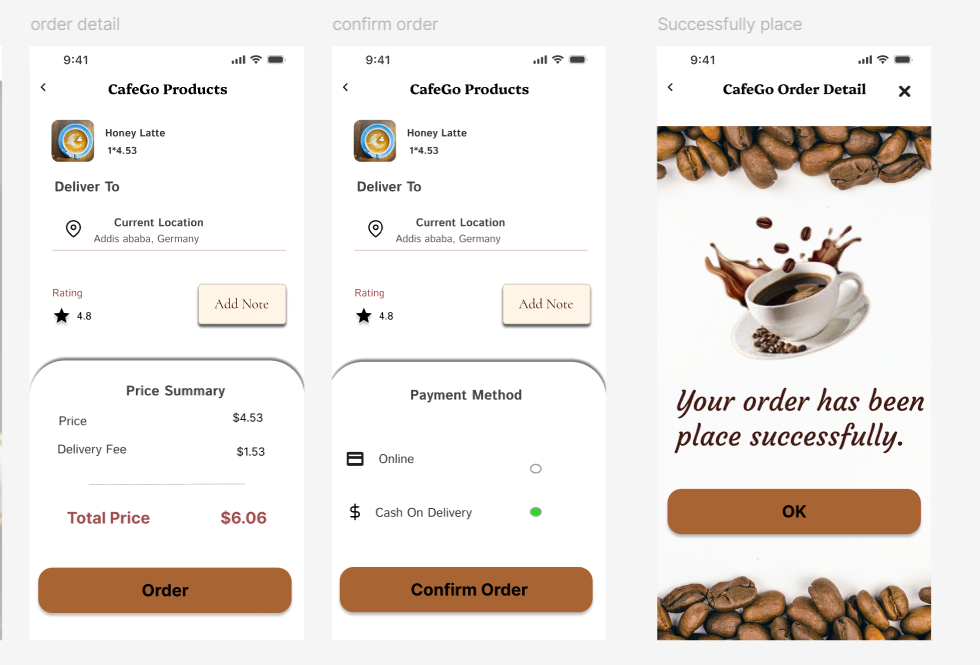 order detail
9:41
CafeGo Products
Honey Latte
1*4.53
Deliver To
Current Location
Addis ababa, Germany
Rating
4.8
Add Note
Price Summary
Price $4.53
Delivery Fee $1.53
Total Price $6.06
Order
confirm order
9:41
CafeGo Products
Honey Latte
1*4.53
Deliver To
Current Location
Addis ababa, Germany
Rating
4.8
Add Note
Payment Method
Online
$ Cash On Delivery
Confirm Order
Successfully place
9:41
CafeGo Order Detail
Your order has been
place successfully.
OK